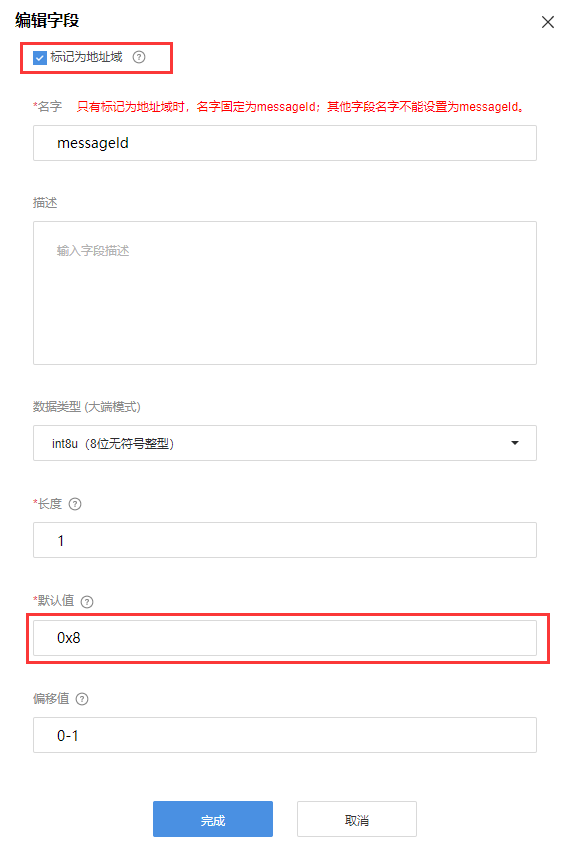 编辑字段
标记为地址域 ?
*名字 只有标记为地址域时，名字固定为messageId；其他字段名字不能设置为messageId。
messageId
描述
输入字段描述
数据类型 (大端模式)
int8u（8位无符号整型）
*长度 ?
1
*默认值 ?
0x8
偏移值 ?
0-1
完成 取消